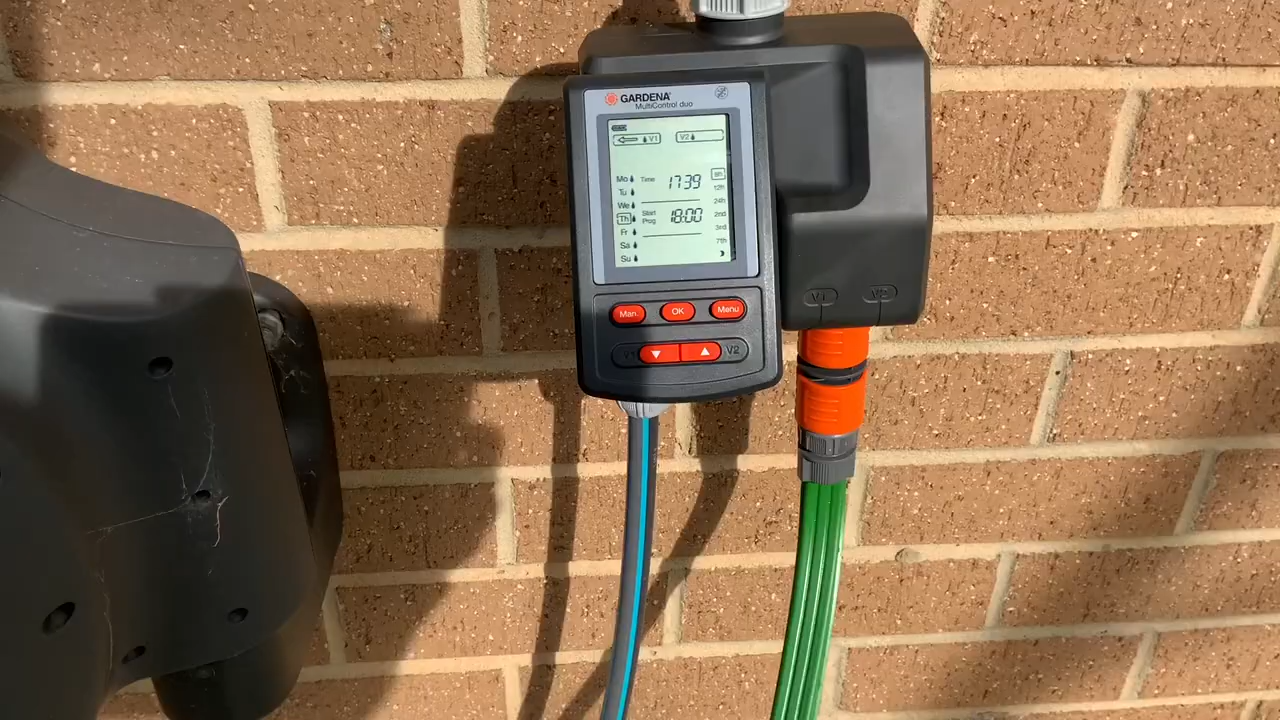 GARDENA
MultiControl duo
V1 V2
Mo Time 17:39 8h
Tu 12h
We 24h
Th Start Prog 18:00 2nd
Fr 3rd
Sa 7th
Su
Man. OK Menu
V1 ▼ ▲ V2
V1 V2